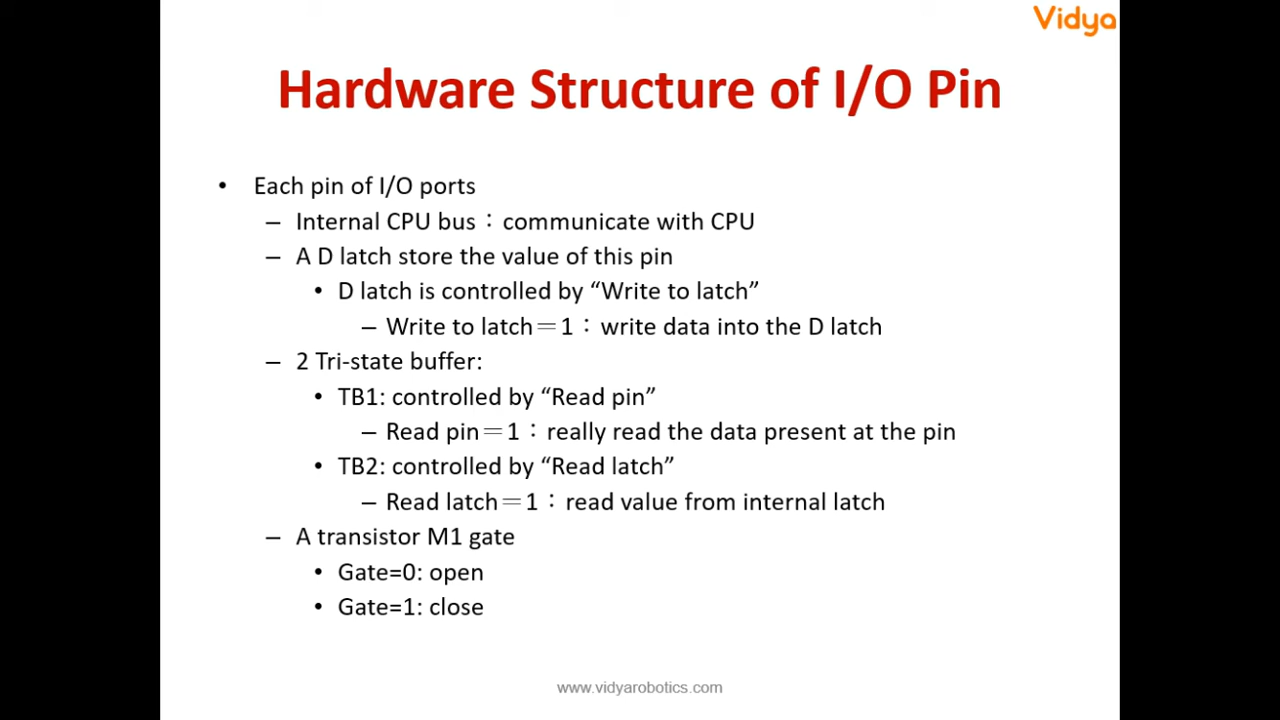 Vidya
Hardware Structure of I/O Pin
• Each pin of I/O ports
– Internal CPU bus：communicate with CPU
– A D latch store the value of this pin
• D latch is controlled by “Write to latch”
– Write to latch＝1：write data into the D latch
– 2 Tri-state buffer:
• TB1: controlled by “Read pin”
– Read pin＝1：really read the data present at the pin
• TB2: controlled by “Read latch”
– Read latch＝1：read value from internal latch
– A transistor M1 gate
• Gate=0: open
• Gate=1: close
www.vidyarobotics.com